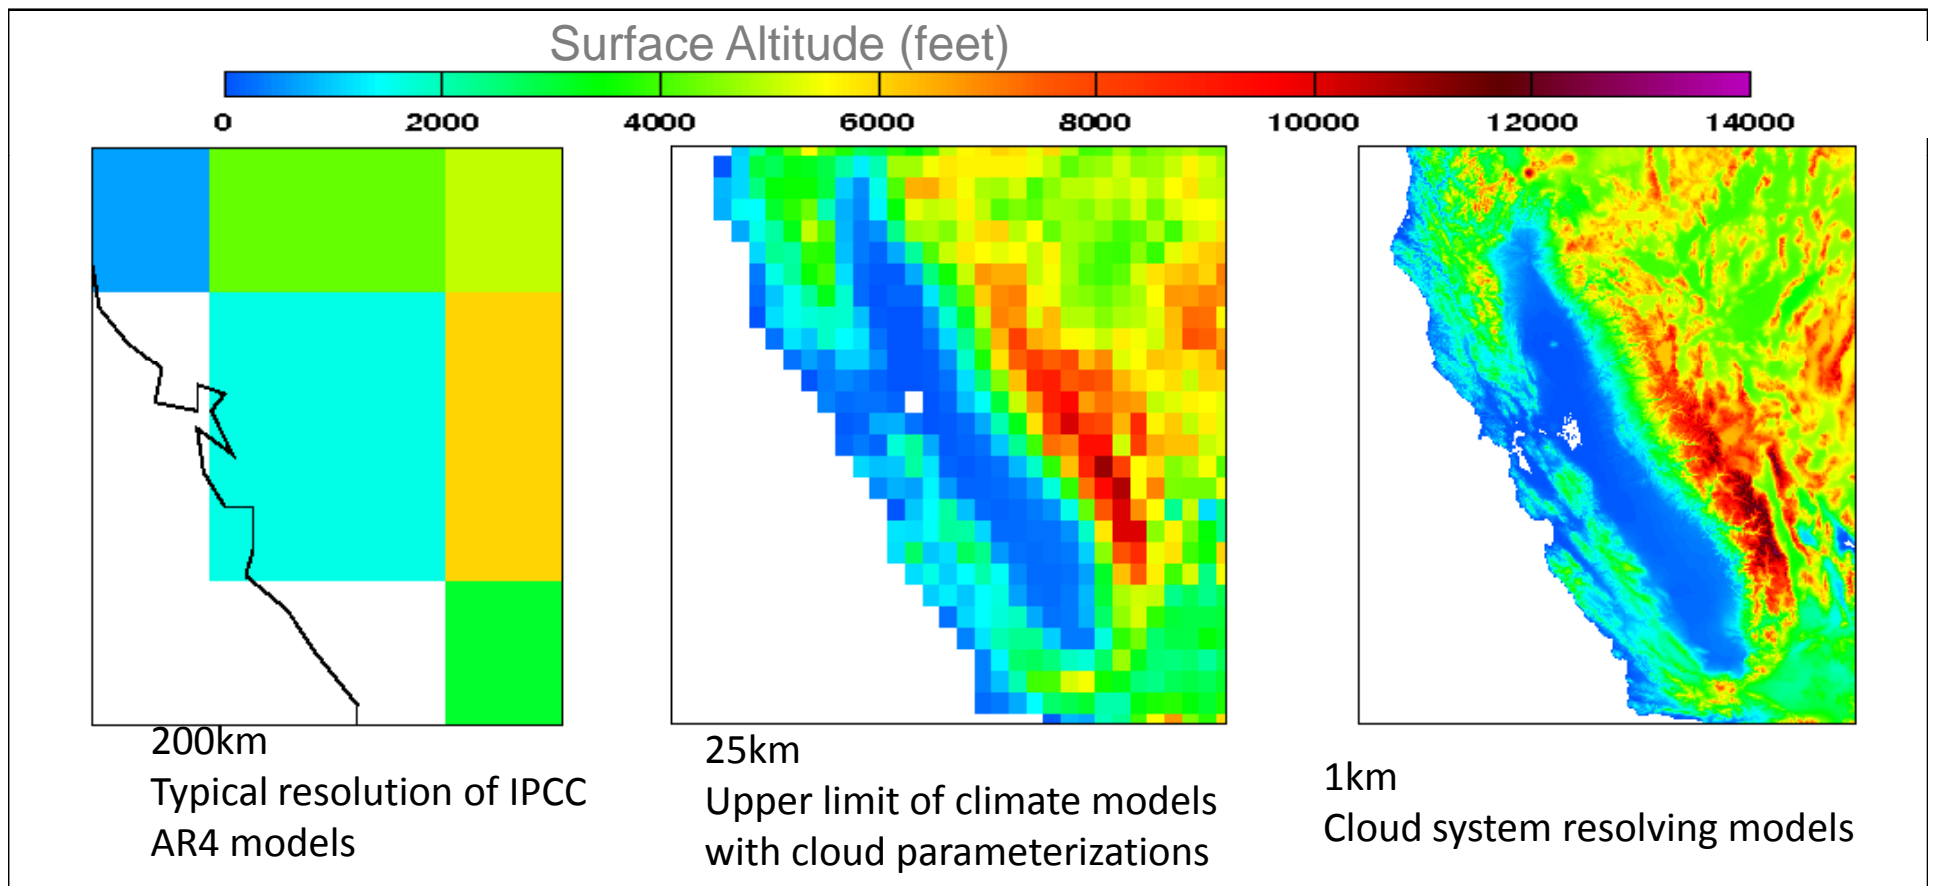 Surface Altitude (feet)
0 2000 4000 6000 8000 10000 12000 14000
200km
Typical resolution of IPCC
AR4 models
25km
Upper limit of climate models
with cloud parameterizations
1km
Cloud system resolving models